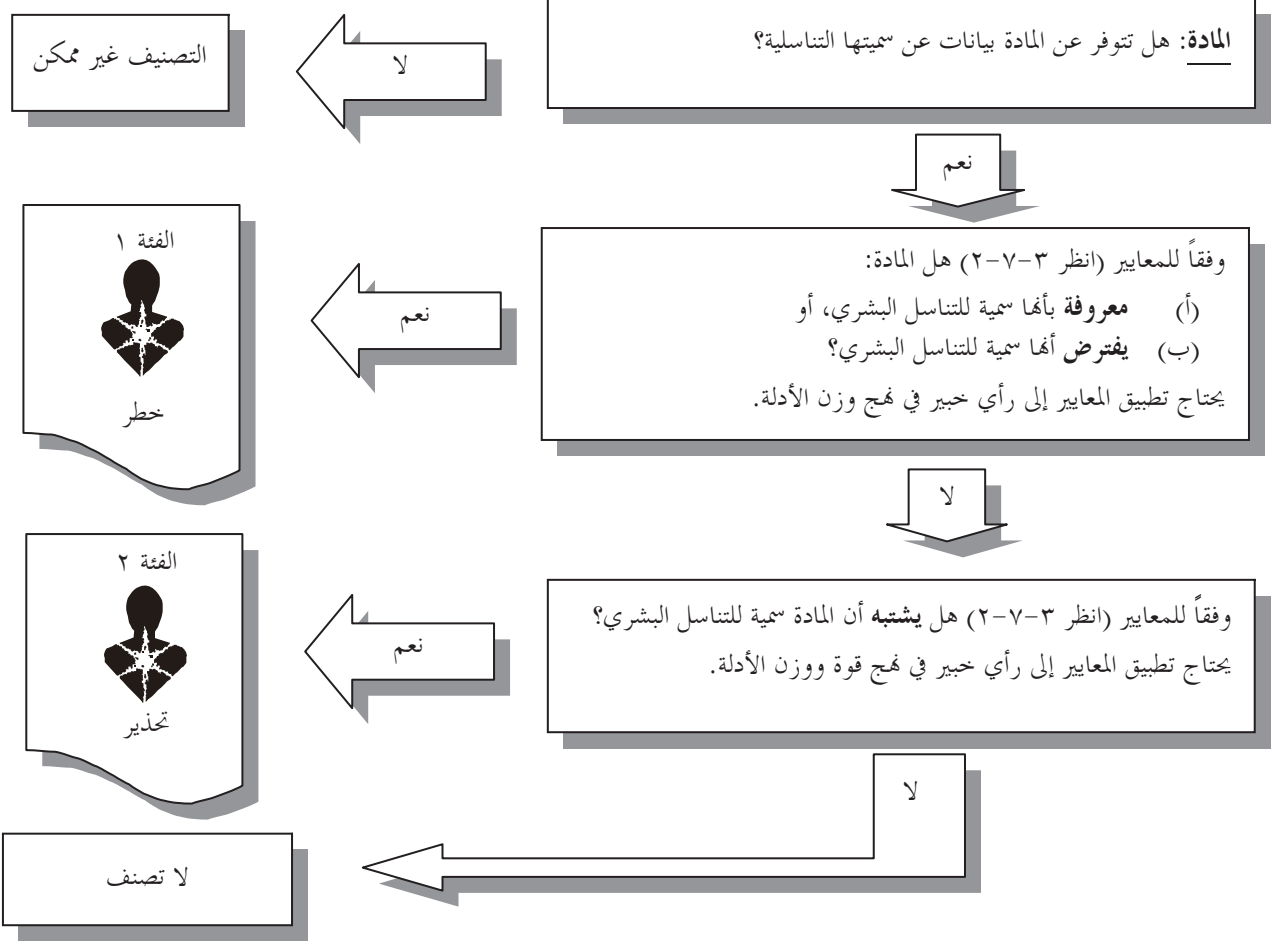 المادة: هل تتوفر عن المادة بيانات عن سميتها التناسلية؟
لا
التصنيف غير ممكن
نعم
وفقاً للمعايير (انظر ٣-٧-٢) هل المادة:
(أ) معروفة بأنها سمية للتناسل البشري، أو
(ب) يفترض أنها سمية للتناسل البشري؟
يحتاج تطبيق المعايير إلى رأي خبير في نهج وزن الأدلة.
نعم
الفئة ١
خطر
لا
وفقاً للمعايير (انظر ٣-٧-٢) هل يشتبه أن المادة سمية للتناسل البشري؟
يحتاج تطبيق المعايير إلى رأي خبير في نهج قوة ووزن الأدلة.
نعم
الفئة ٢
تحذير
لا
لا تصنف